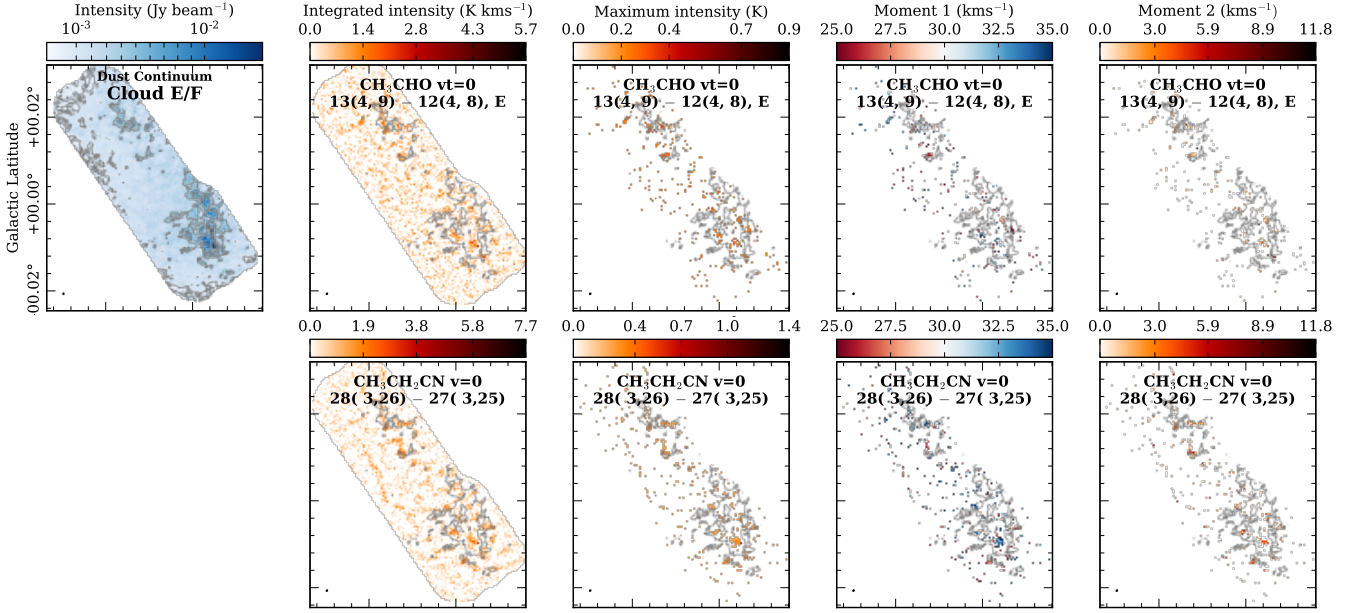 Intensity (Jy beam⁻¹)
10⁻³ 10⁻²
Integrated intensity (K kms⁻¹)
0.0 1.4 2.8 4.3 5.7
Maximum intensity (K)
0.0 0.2 0.4 0.7 0.9
Moment 1 (kms⁻¹)
25.0 27.5 30.0 32.5 35.0
Moment 2 (kms⁻¹)
0.0 3.0 5.9 8.9 11.8
Galactic Latitude
+00.02°
+00.00°
00.02°
Dust Continuum
Cloud E/F
CH₃CHO vt=0
13(4, 9) − 12(4, 8), E
CH₃CHO vt=0
13(4, 9) − 12(4, 8), E
CH₃CHO vt=0
13(4, 9) − 12(4, 8), E
CH₃CHO vt=0
13(4, 9) − 12(4, 8), E
0.0 1.9 3.8 5.8 7.7
0.0 0.4 0.7 1.0 1.4
25.0 27.5 30.0 32.5 35.0
0.0 3.0 5.9 8.9 11.8
CH₃CH₂CN v=0
28( 3,26) − 27( 3,25)
CH₃CH₂CN v=0
28( 3,26) − 27( 3,25)
CH₃CH₂CN v=0
28( 3,26) − 27( 3,25)
CH₃CH₂CN v=0
28( 3,26) − 27( 3,25)